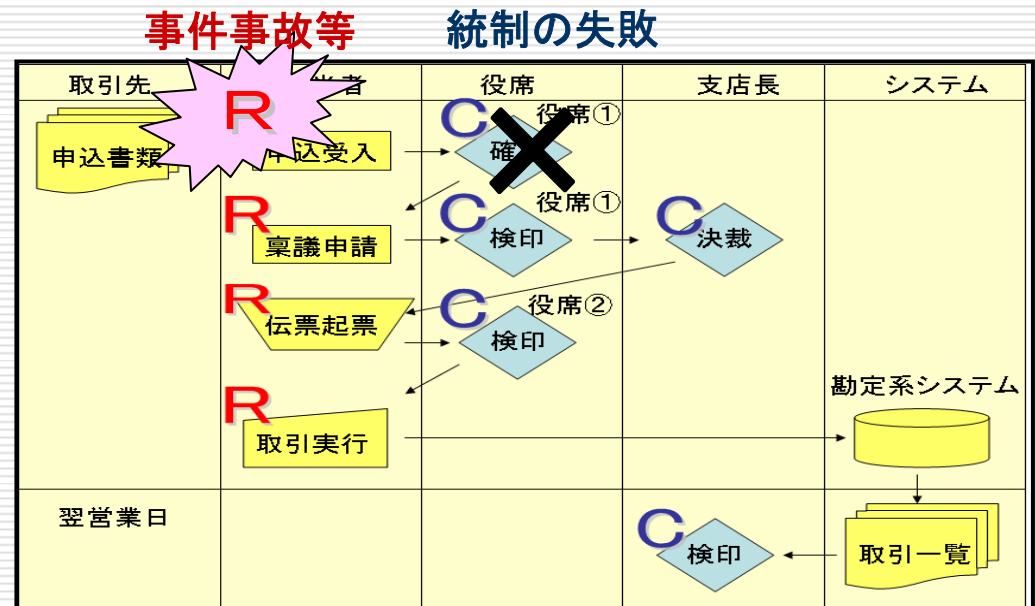 事件事故等 統制の失敗
取引先 者 役席 支店長 システム
R
申込書類
申込受入
C 確 役席①
R 稟議申請
C 検印 役席①
C 決裁
R 伝票起票
C 検印 役席②
R 取引実行
勘定系システム
翌営業日
C 検印
取引一覧